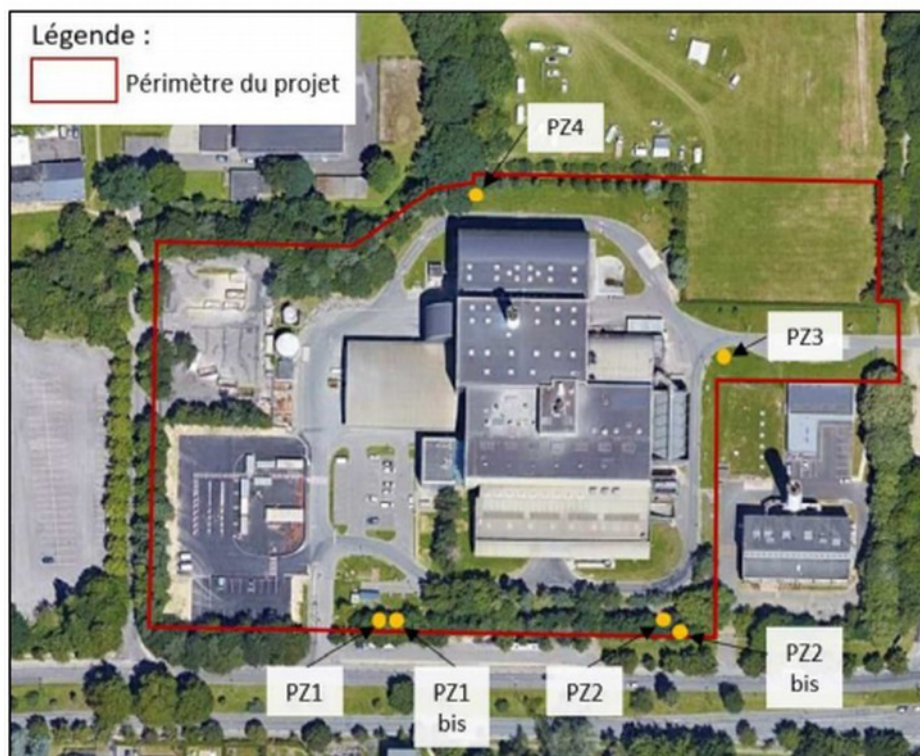 Légende :
Périmètre du projet
PZ4
PZ3
PZ1
PZ1
bis
PZ2
PZ2
bis